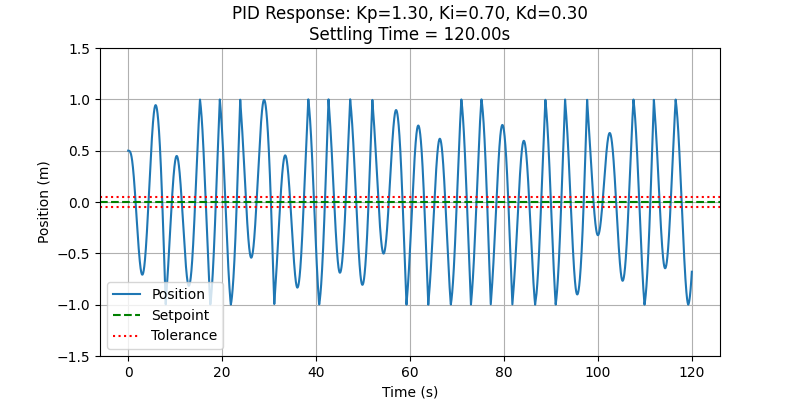 PID Response: Kp=1.30, Ki=0.70, Kd=0.30
Settling Time = 120.00s
1.5
1.0
0.5
0.0
−0.5
−1.0
−1.5
Position (m)
Position
Setpoint
Tolerance
0 20 40 60 80 100 120
Time (s)